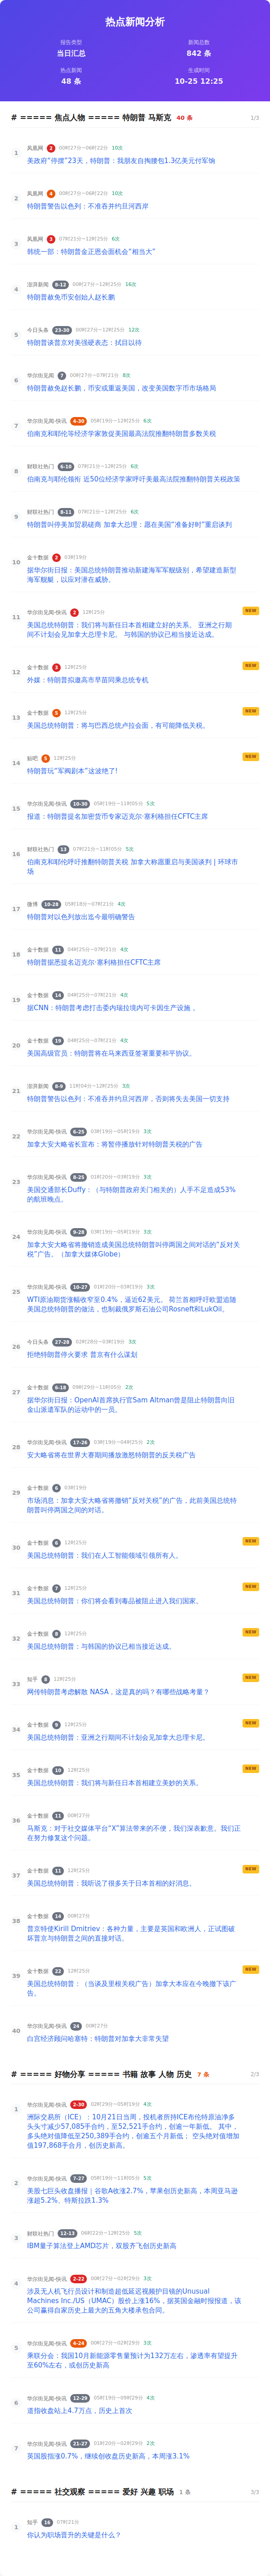 热点新闻分析
报告类型
新闻总数
当日汇总
842 条
热点新闻
生成时间
48 条
10-25 12:25
# ===== 焦点人物 ===== 特朗普 马斯克 40 条 1/3
1
凤凰网 2 00时27分~06时22分 10次
美政府“停摆”23天，特朗普：我朋友自掏腰包1.3亿美元付军饷
2
凤凰网 4 00时27分~06时22分 10次
特朗普警告以色列：不准吞并约旦河西岸
3
凤凰网 3 07时21分~12时25分 6次
韩统一部：特朗普金正恩会面机会“相当大”
4
澎湃新闻 8-12 00时27分~12时25分 16次
特朗普赦免币安创始人赵长鹏
5
今日头条 23-30 00时27分~12时25分 12次
特朗普谈普京对美强硬表态：拭目以待
6
华尔街见闻 7 00时27分~07时21分 8次
特朗普赦免赵长鹏，币安或重返美国，改变美国数字货币市场格局
7
华尔街见闻-快讯 4-30 05时19分~12时25分 6次
伯南克和耶伦等经济学家敦促美国最高法院推翻特朗普多数关税
8
财联社热门 6-10 07时21分~12时25分 6次
伯南克与耶伦领衔 近50位经济学家呼吁美最高法院推翻特朗普关税政策
9
财联社热门 8-11 07时21分~12时25分 6次
特朗普叫停美加贸易磋商 加拿大总理：愿在美国“准备好时”重启谈判
10
金十数据 2 03时19分
据华尔街日报：美国总统特朗普推动新建海军军舰级别，希望建造新型
海军舰艇，以应对潜在威胁。
11
华尔街见闻-快讯 2 12时25分
NEW
美国总统特朗普：我们将与新任日本首相建立好的关系。 亚洲之行期
间不计划会见加拿大总理卡尼。 与韩国的协议已相当接近达成。
12
金十数据 3 12时25分
NEW
外媒：特朗普拟邀高市早苗同乘总统专机
13
金十数据 5 12时25分
NEW
美国总统特朗普：将与巴西总统卢拉会面，有可能降低关税。
14
贴吧 5 12时25分
NEW
特朗普玩“军阀剧本”这波绝了!
15
华尔街见闻-快讯 10-30 05时19分~11时05分 5次
报道：特朗普提名加密货币专家迈克尔·塞利格担任CFTC主席
16
财联社热门 13 07时21分~11时05分 5次
伯南克和耶伦呼吁推翻特朗普关税 加拿大称愿重启与美国谈判 | 环球市
场
17
微博 10-28 05时18分~07时21分 4次
特朗普对以色列放出迄今最明确警告
18
金十数据 11 04时25分~07时21分 4次
特朗普据悉提名迈克尔·塞利格担任CFTC主席
19
金十数据 14 04时25分~07时21分 4次
据CNN：特朗普考虑打击委内瑞拉境内可卡因生产设施 。
20
金十数据 19 04时25分~07时21分 4次
美国高级官员：特朗普将在马来西亚签署重要和平协议。
21
澎湃新闻 8-9 11时04分~12时25分 3次
特朗普警告以色列：不准吞并约旦河西岸，否则将失去美国一切支持
22
华尔街见闻-快讯 6-25 03时19分~05时19分 3次
加拿大安大略省长宣布：将暂停播放针对特朗普关税的广告
23
华尔街见闻-快讯 8-25 01时20分~03时19分 3次
美国交通部长Duffy：（与特朗普政府关门相关的）人手不足造成53%
的航班晚点。
24
华尔街见闻-快讯 9-28 03时19分~05时19分 3次
加拿大安大略省将撤销造成美国总统特朗普叫停两国之间对话的“反对关
税”广告。（加拿大媒体Globe）
25
华尔街见闻-快讯 10-27 01时20分~03时19分 3次
WTI原油期货涨幅收窄至0.4%，逼近62美元。 荷兰首相呼吁欧盟追随
美国总统特朗普的做法，也制裁俄罗斯石油公司Rosneft和LukOil。
26
今日头条 27-28 02时28分~03时19分 3次
拒绝特朗普停火要求 普京有什么谋划
27
金十数据 6-18 09时29分~11时05分 2次
据华尔街日报：OpenAI首席执行官Sam Altman曾是阻止特朗普向旧
金山派遣军队的运动中的一员。
28
华尔街见闻-快讯 17-26 03时19分~04时25分 2次
安大略省将在世界大赛期间播放激怒特朗普的反关税广告
29
金十数据 6 03时19分
市场消息：加拿大安大略省将撤销“反对关税”的广告，此前美国总统特
朗普叫停两国之间的对话。
30
金十数据 6 12时25分
NEW
美国总统特朗普：我们在人工智能领域引领所有人。
31
金十数据 7 12时25分
NEW
美国总统特朗普：你们将会看到毒品被阻止进入我们国家。
32
金十数据 8 12时25分
NEW
美国总统特朗普：与韩国的协议已相当接近达成。
33
知乎 8 12时25分
NEW
网传特朗普考虑解散 NASA，这是真的吗？有哪些战略考量？
34
金十数据 9 12时25分
NEW
美国总统特朗普：亚洲之行期间不计划会见加拿大总理卡尼。
35
金十数据 10 12时25分
NEW
美国总统特朗普：我们将与新任日本首相建立美妙的关系。
36
金十数据 11 00时27分
马斯克：对于社交媒体平台“X”算法带来的不便，我们深表歉意。我们正
在努力修复这个问题。
37
金十数据 11 12时25分
NEW
美国总统特朗普：我听说了很多关于日本首相的好消息。
38
金十数据 14 00时27分
普京特使Kirill Dmitriev：各种力量，主要是英国和欧洲人，正试图破
坏普京与特朗普之间的直接对话。
39
金十数据 22 12时25分
NEW
美国总统特朗普：（当谈及里根关税广告）加拿大本应在今晚撤下该广
告。
40
华尔街见闻-快讯 24 00时27分
白宫经济顾问哈塞特：特朗普对加拿大非常失望
# ===== 好物分享 ===== 书籍 故事 人物 历史 7 条 2/3
1
华尔街见闻-快讯 2-30 02时29分~05时19分 4次
洲际交易所（ICE）：10月21日当周，投机者所持ICE布伦特原油净多
头头寸减少57,085手合约，至52,521手合约，创逾一年新低。 其中，
多头绝对值降低至250,389手合约，创逾五个月新低； 空头绝对值增加
值197,868手合月，创历史新高。
2
华尔街见闻-快讯 7-27 05时19分~11时05分 5次
美股七巨头收盘播报｜谷歌A收涨2.7%，苹果创历史新高，本周亚马逊
涨超5.2%、特斯拉跌1.3%
3
财联社热门 12-13 06时22分~12时25分 5次
IBM量子算法登上AMD芯片，双股齐飞创历史新高
4
华尔街见闻-快讯 2-22 00时27分~02时29分 3次
涉及无人机飞行员设计和制造超低延迟视频护目镜的Unusual
Machines Inc./US（UMAC）股价上涨16%，据英国金融时报报道，该
公司赢得自家历史上最大的五角大楼承包合同。
5
华尔街见闻-快讯 4-26 00时27分~02时29分 3次
乘联分会：我国10月新能源零售量预计为132万左右，渗透率有望提升
至60%左右，或创历史新高
6
华尔街见闻-快讯 12-29 05时19分~09时29分 4次
道指收盘站上4.7万点，历史上首次
7
华尔街见闻-快讯 21-27 01时20分~02时29分 2次
英国股指涨0.7%，继续创收盘历史新高，本周涨3.1%
# ===== 社交观察 ===== 爱好 兴趣 职场 1 条 3/3
1
知乎 16 07时21分
你认为职场晋升的关键是什么？